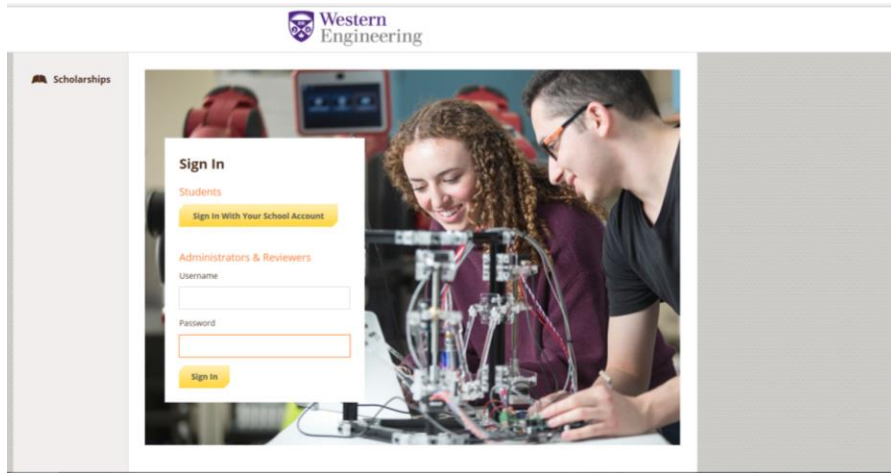 Western
Engineering
Scholarships
Sign In
Students
Sign In With Your School Account
Administrators & Reviewers
Username
Password
Sign In